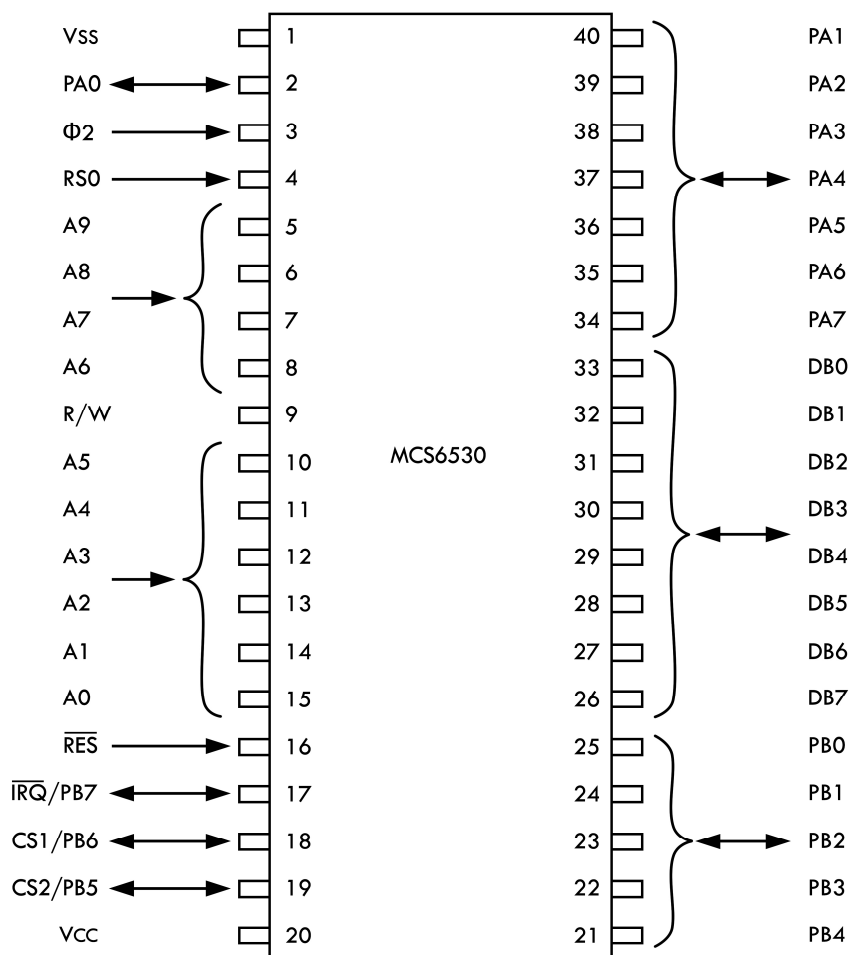 Vss 1 40 PA1
PA0 2 39 PA2
Φ2 3 38 PA3
RS0 4 37 PA4
A9 5 36 PA5
A8 6 35 PA6
A7 7 34 PA7
A6 8 33 DB0
R/W 9 32 DB1
A5 10 MCS6530 31 DB2
A4 11 30 DB3
A3 12 29 DB4
A2 13 28 DB5
A1 14 27 DB6
A0 15 26 DB7
R̅E̅S̅ 16 25 PB0
I̅R̅Q̅/PB7 17 24 PB1
CS1/PB6 18 23 PB2
CS2/PB5 19 22 PB3
Vcc 20 21 PB4